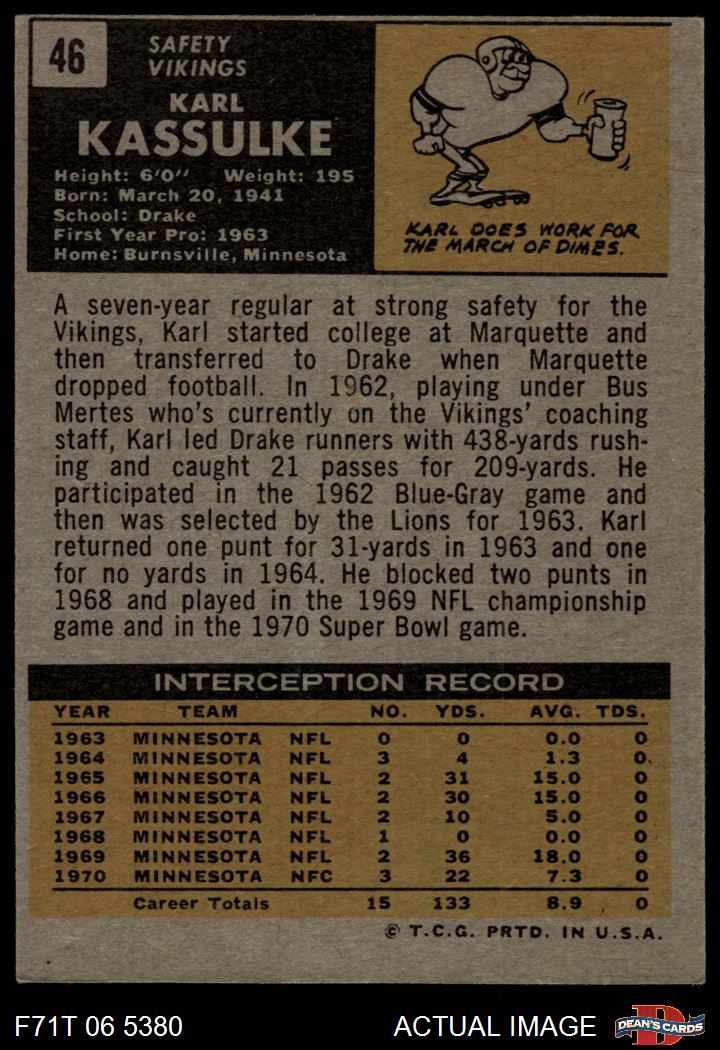 46
SAFETY
VIKINGS
KARL
KASSULKE
Height: 6'0" Weight: 195
Born: March 20, 1941
School: Drake
First Year Pro: 1963
Home: Burnsville, Minnesota
KARL DOES WORK FOR
THE MARCH OF DIMES.
A seven-year regular at strong safety for the
Vikings, Karl started college at Marquette and
then transferred to Drake when Marquette
dropped football. In 1962, playing under Bus
Mertes who's currently on the Vikings' coaching
staff, Karl led Drake runners with 438-yards rush-
ing and caught 21 passes for 209-yards. He
participated in the 1962 Blue-Gray game and
then was selected by the Lions for 1963. Karl
returned one punt for 31-yards in 1963 and one
for no yards in 1964. He blocked two punts in
1968 and played in the 1969 NFL championship
game and in the 1970 Super Bowl game.
INTERCEPTION RECORD
YEAR TEAM NO. YDS. AVG. TDS.
1963 MINNESOTA NFL 0 0 0.0 0
1964 MINNESOTA NFL 3 4 1.3 0
1965 MINNESOTA NFL 2 31 15.0 0
1966 MINNESOTA NFL 2 30 15.0 0
1967 MINNESOTA NFL 2 10 5.0 0
1968 MINNESOTA NFL 1 0 0.0 0
1969 MINNESOTA NFL 2 36 18.0 0
1970 MINNESOTA NFC 3 22 7.3 0
Career Totals 15 133 8.9 0
© T.C.G. PRTD. IN U.S.A.
F71T 06 5380 ACTUAL IMAGE
D
DEAN'S CARDS